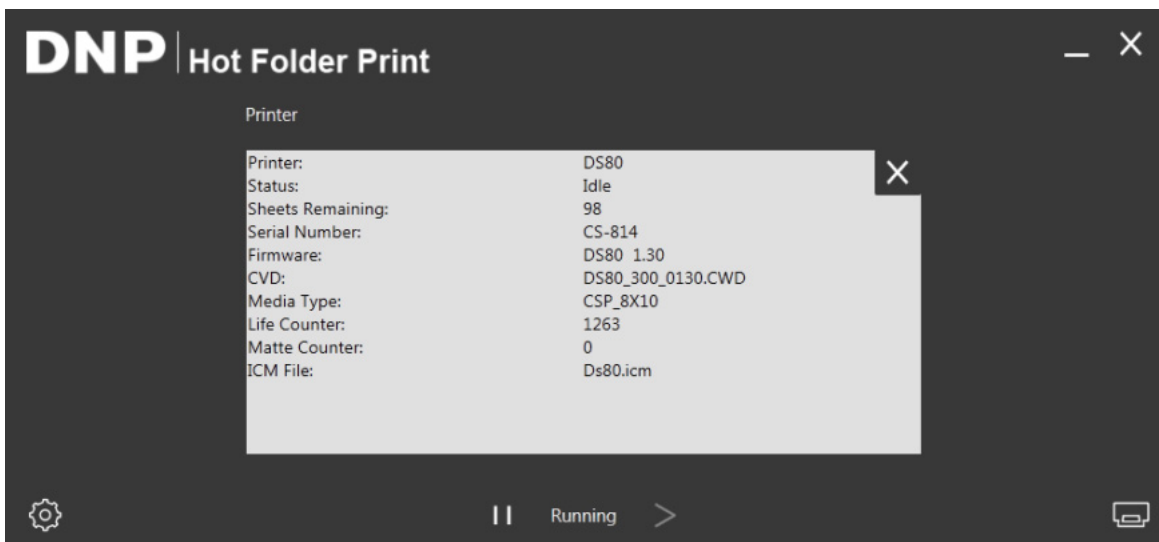 DNP Hot Folder Print
Printer
Printer: DS80
Status: Idle
Sheets Remaining: 98
Serial Number: CS-814
Firmware: DS80 1.30
CVD: DS80_300_0130.CWD
Media Type: CSP_8X10
Life Counter: 1263
Matte Counter: 0
ICM File: Ds80.icm
Running